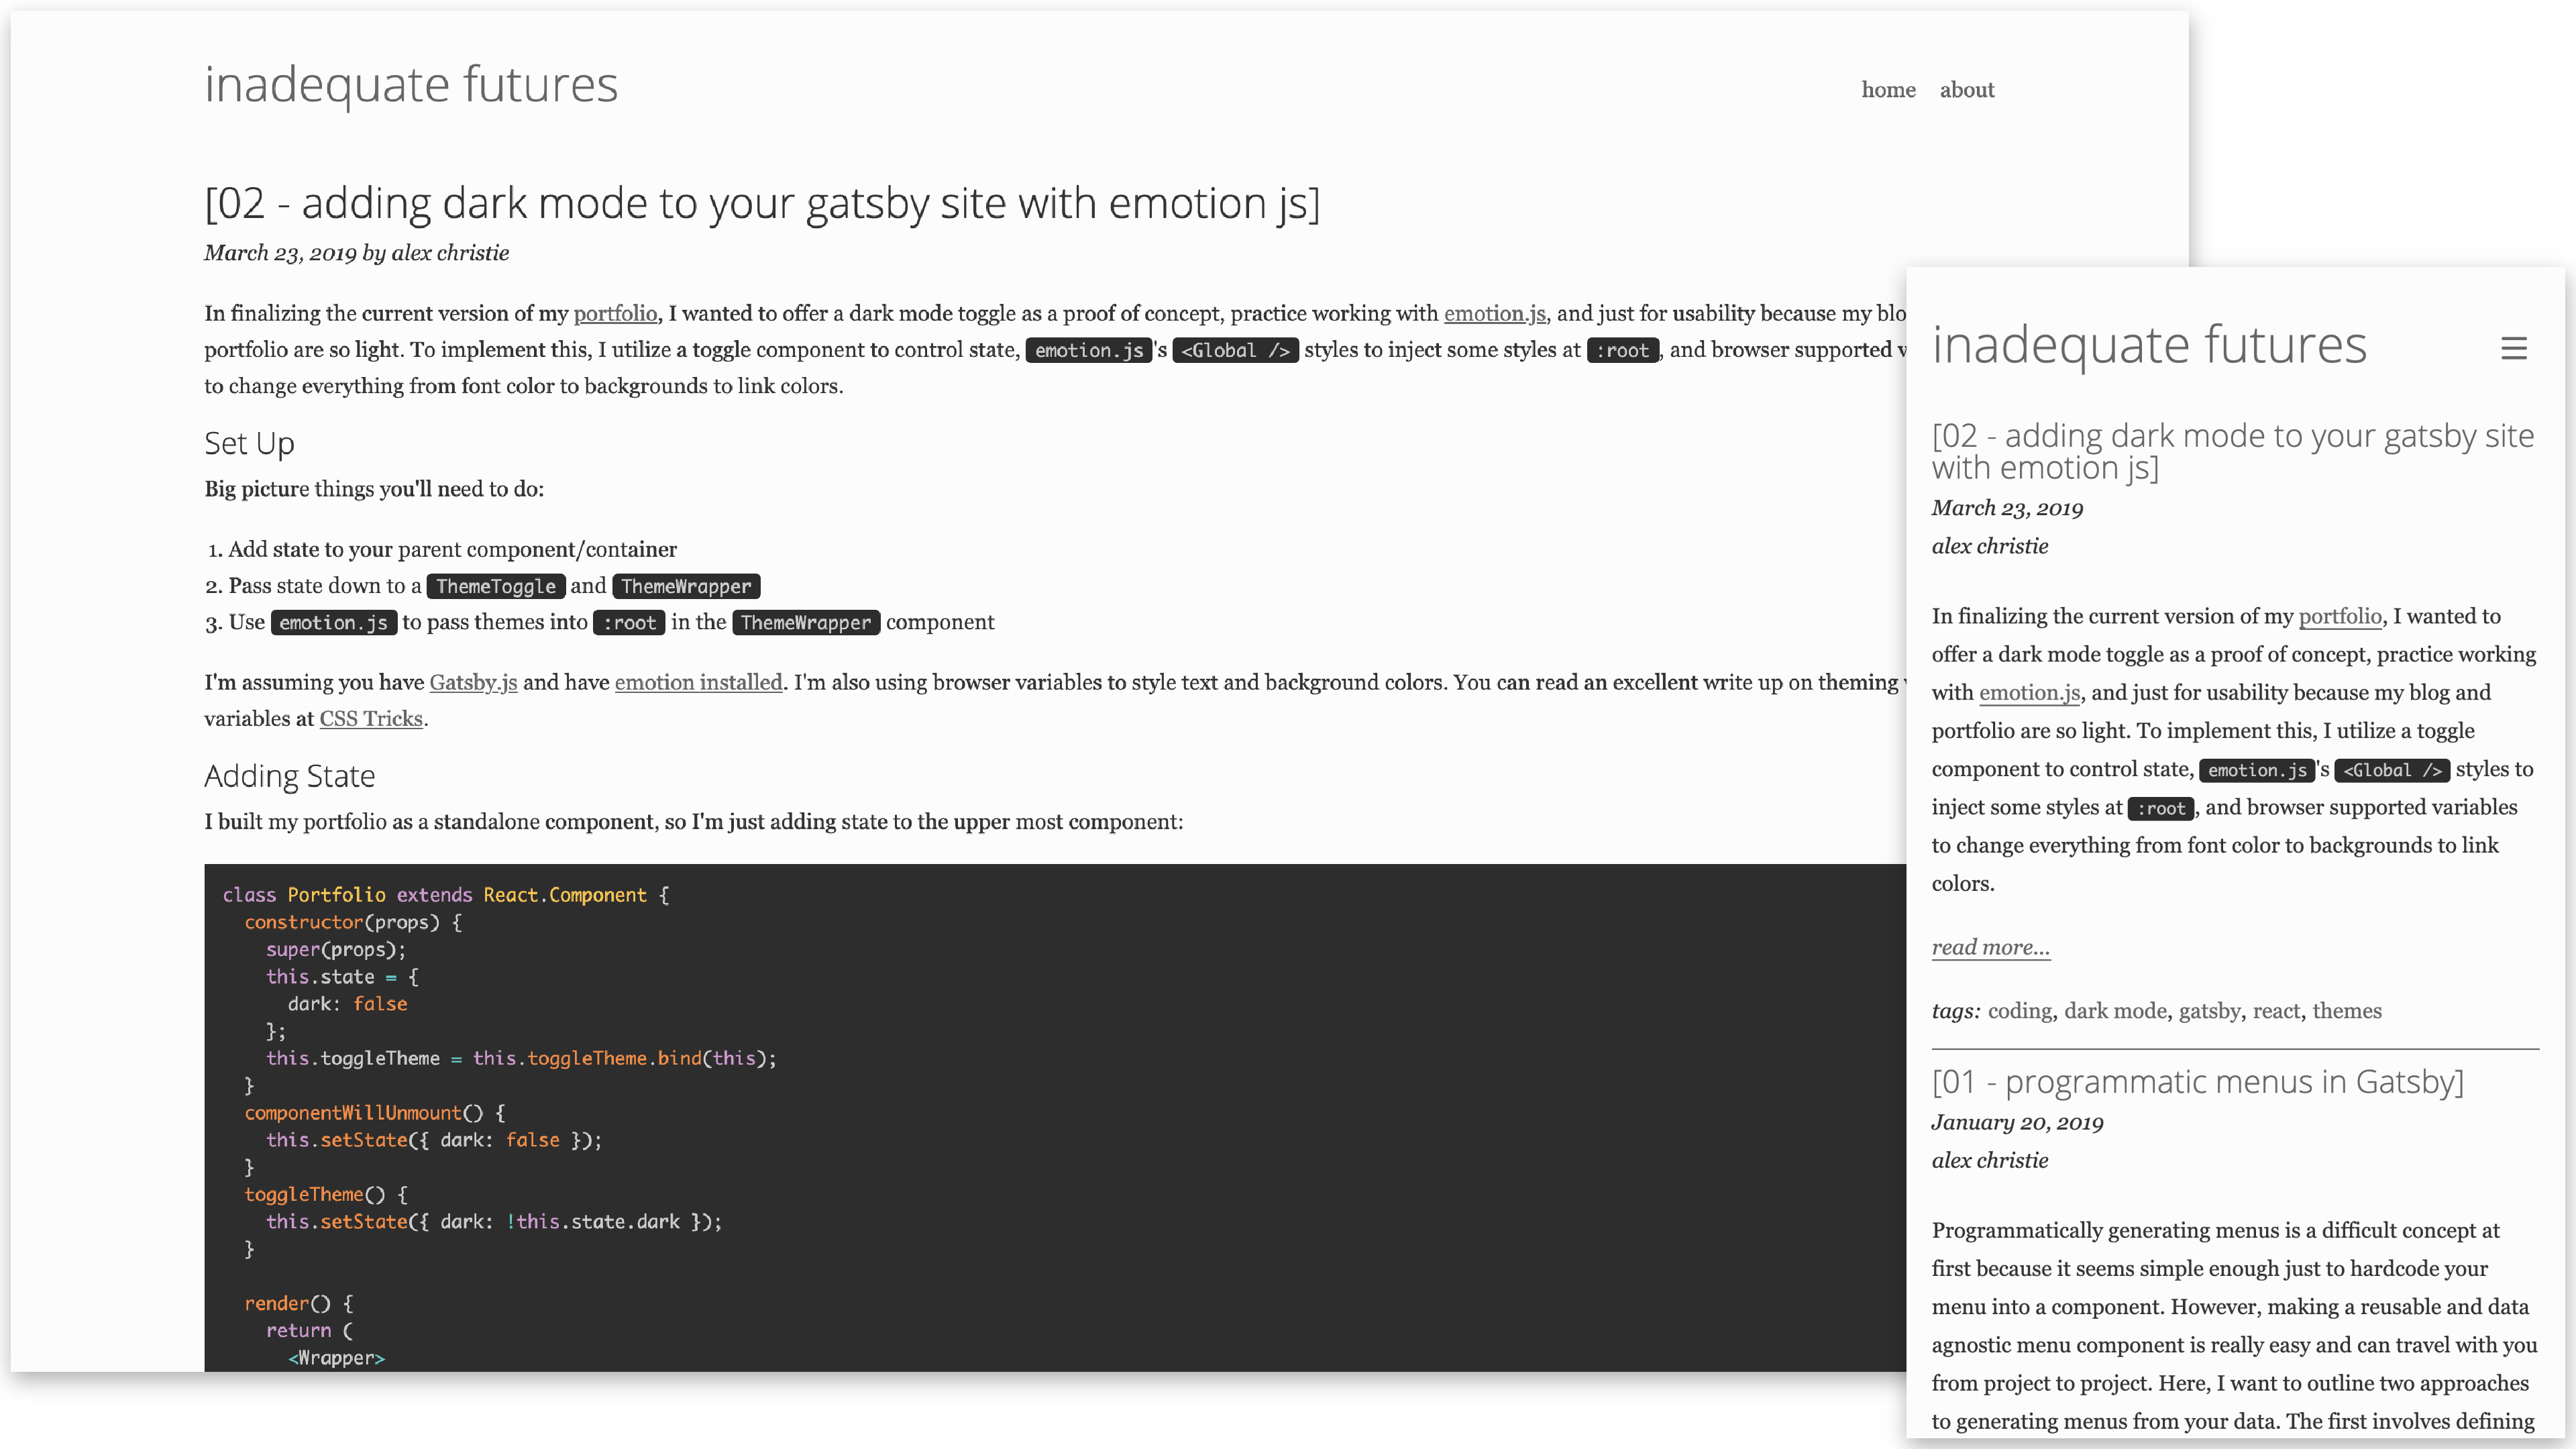 inadequate futures
home about
[02 - adding dark mode to your gatsby site with emotion js]
March 23, 2019 by alex christie
In finalizing the current version of my portfolio, I wanted to offer a dark mode toggle as a proof of concept, practice working with emotion.js, and just for usability because my blo
portfolio are so light. To implement this, I utilize a toggle component to control state, emotion.js's <Global /> styles to inject some styles at :root, and browser supported v
to change everything from font color to backgrounds to link colors.
Set Up
Big picture things you'll need to do:
1. Add state to your parent component/container
2. Pass state down to a ThemeToggle and ThemeWrapper
3. Use emotion.js to pass themes into :root in the ThemeWrapper component
I'm assuming you have Gatsby.js and have emotion installed. I'm also using browser variables to style text and background colors. You can read an excellent write up on theming
variables at CSS Tricks.
Adding State
I built my portfolio as a standalone component, so I'm just adding state to the upper most component:
class Portfolio extends React.Component {
  constructor(props) {
    super(props);
    this.state = {
      dark: false
    };
    this.toggleTheme = this.toggleTheme.bind(this);
  }
  componentWillUnmount() {
    this.setState({ dark: false });
  }
  toggleTheme() {
    this.setState({ dark: !this.state.dark });
  }
  render() {
    return (
      <Wrapper>
inadequate futures
[02 - adding dark mode to your gatsby site
with emotion js]
March 23, 2019
alex christie
In finalizing the current version of my portfolio, I wanted to
offer a dark mode toggle as a proof of concept, practice working
with emotion.js, and just for usability because my blog and
portfolio are so light. To implement this, I utilize a toggle
component to control state, emotion.js's <Global /> styles to
inject some styles at :root, and browser supported variables
to change everything from font color to backgrounds to link
colors.
read more...
tags: coding, dark mode, gatsby, react, themes
[01 - programmatic menus in Gatsby]
January 20, 2019
alex christie
Programmatically generating menus is a difficult concept at
first because it seems simple enough just to hardcode your
menu into a component. However, making a reusable and data
agnostic menu component is really easy and can travel with you
from project to project. Here, I want to outline two approaches
to generating menus from your data. The first involves defining